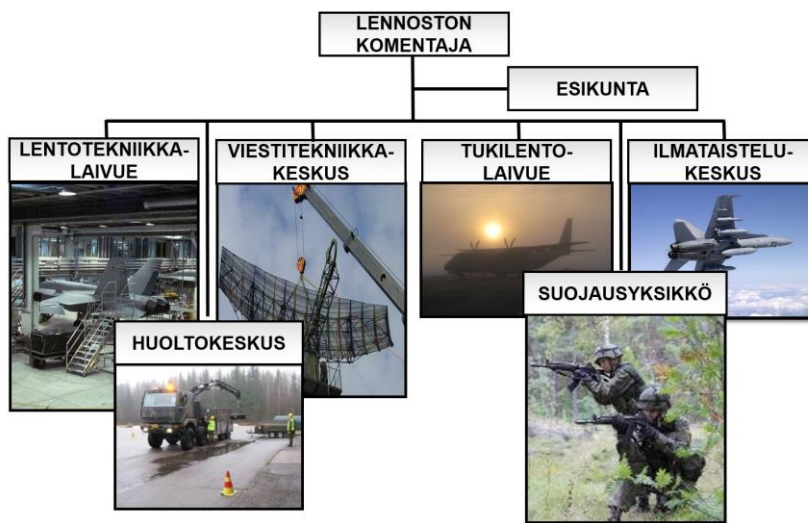 LENNOSTON
KOMENTAJA
ESIKUNTA
LENTOTEKNIIKKA-
LAIVUE
VIESTITEKNIIKKA-
KESKUS
TUKILENTO-
LAIVUE
ILMATAISTELU-
KESKUS
HUOLTOKESKUS
SUOJAUSYKSIKKÖ